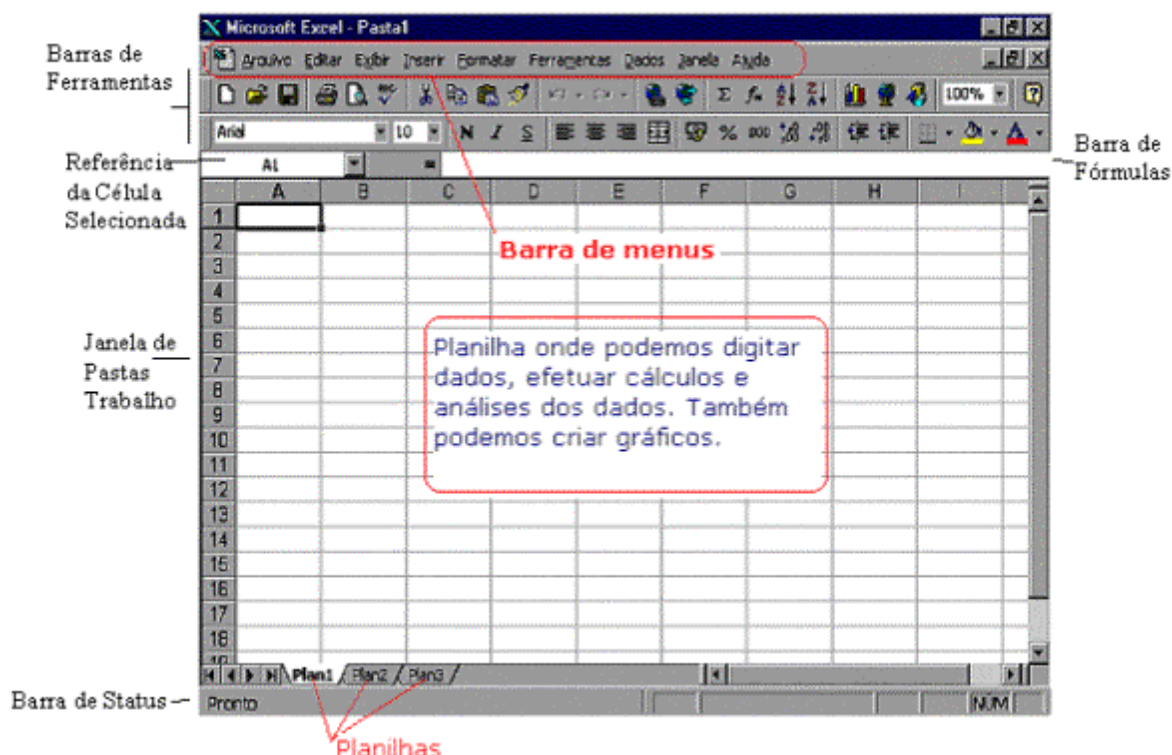 Microsoft Excel - Pasta1
Barras de
Ferramentas
Arquivo Editar Exibir Inserir Formatar Ferramentas Dados Janela Ajuda
100%
Arial 10 N I S % 000
Barra de
Fórmulas
Referência
da Célula
Selecionada
A1 =
A B C D E F G H I
1
2
Barra de menus
3
4
5
6
7
8
9
10
11
12
13
14
15
16
17
18
19
Janela de
Pastas
Trabalho
Planilha onde podemos digitar
dados, efetuar cálculos e
análises dos dados. Também
podemos criar gráficos.
Plan1 Plan2 Plan3
Barra de Status
Pronto NÚM
Planilhas